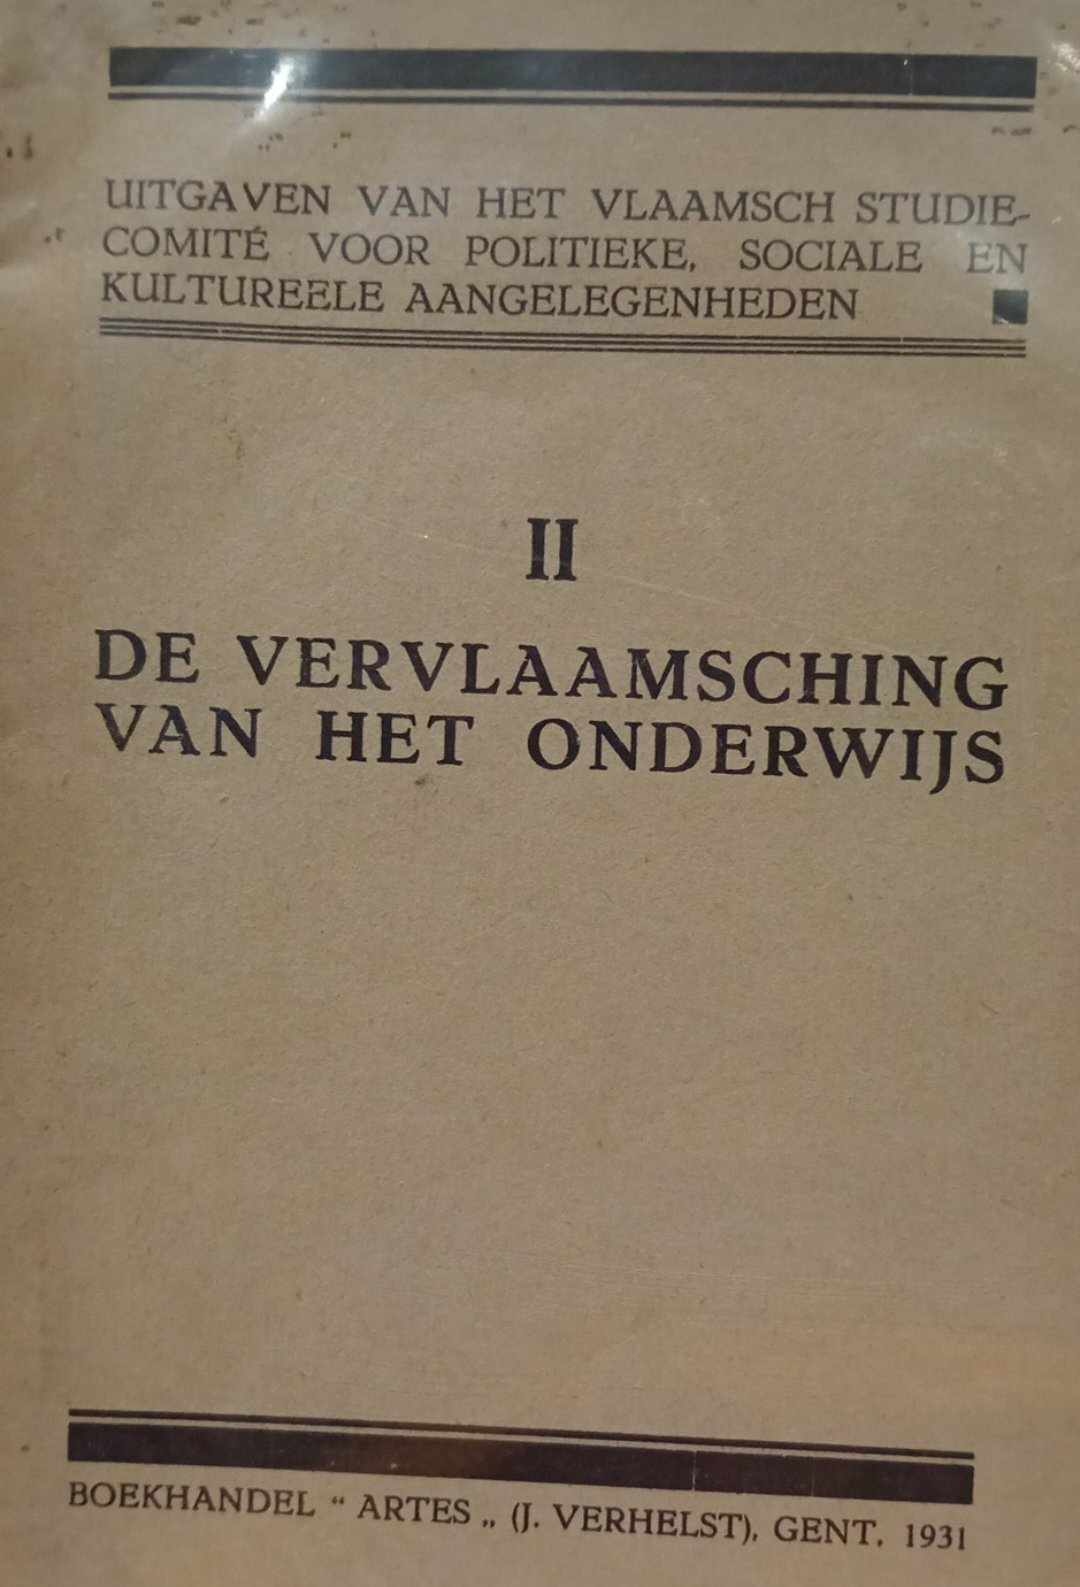 UITGAVEN VAN HET VLAAMSCH STUDIE-
COMITÉ VOOR POLITIEKE, SOCIALE EN
KULTUREELE AANGELEGENHEDEN
II
DE VERVLAAMSCHING
VAN HET ONDERWIJS
BOEKHANDEL “ ARTES „ (J. VERHELST), GENT, 1931